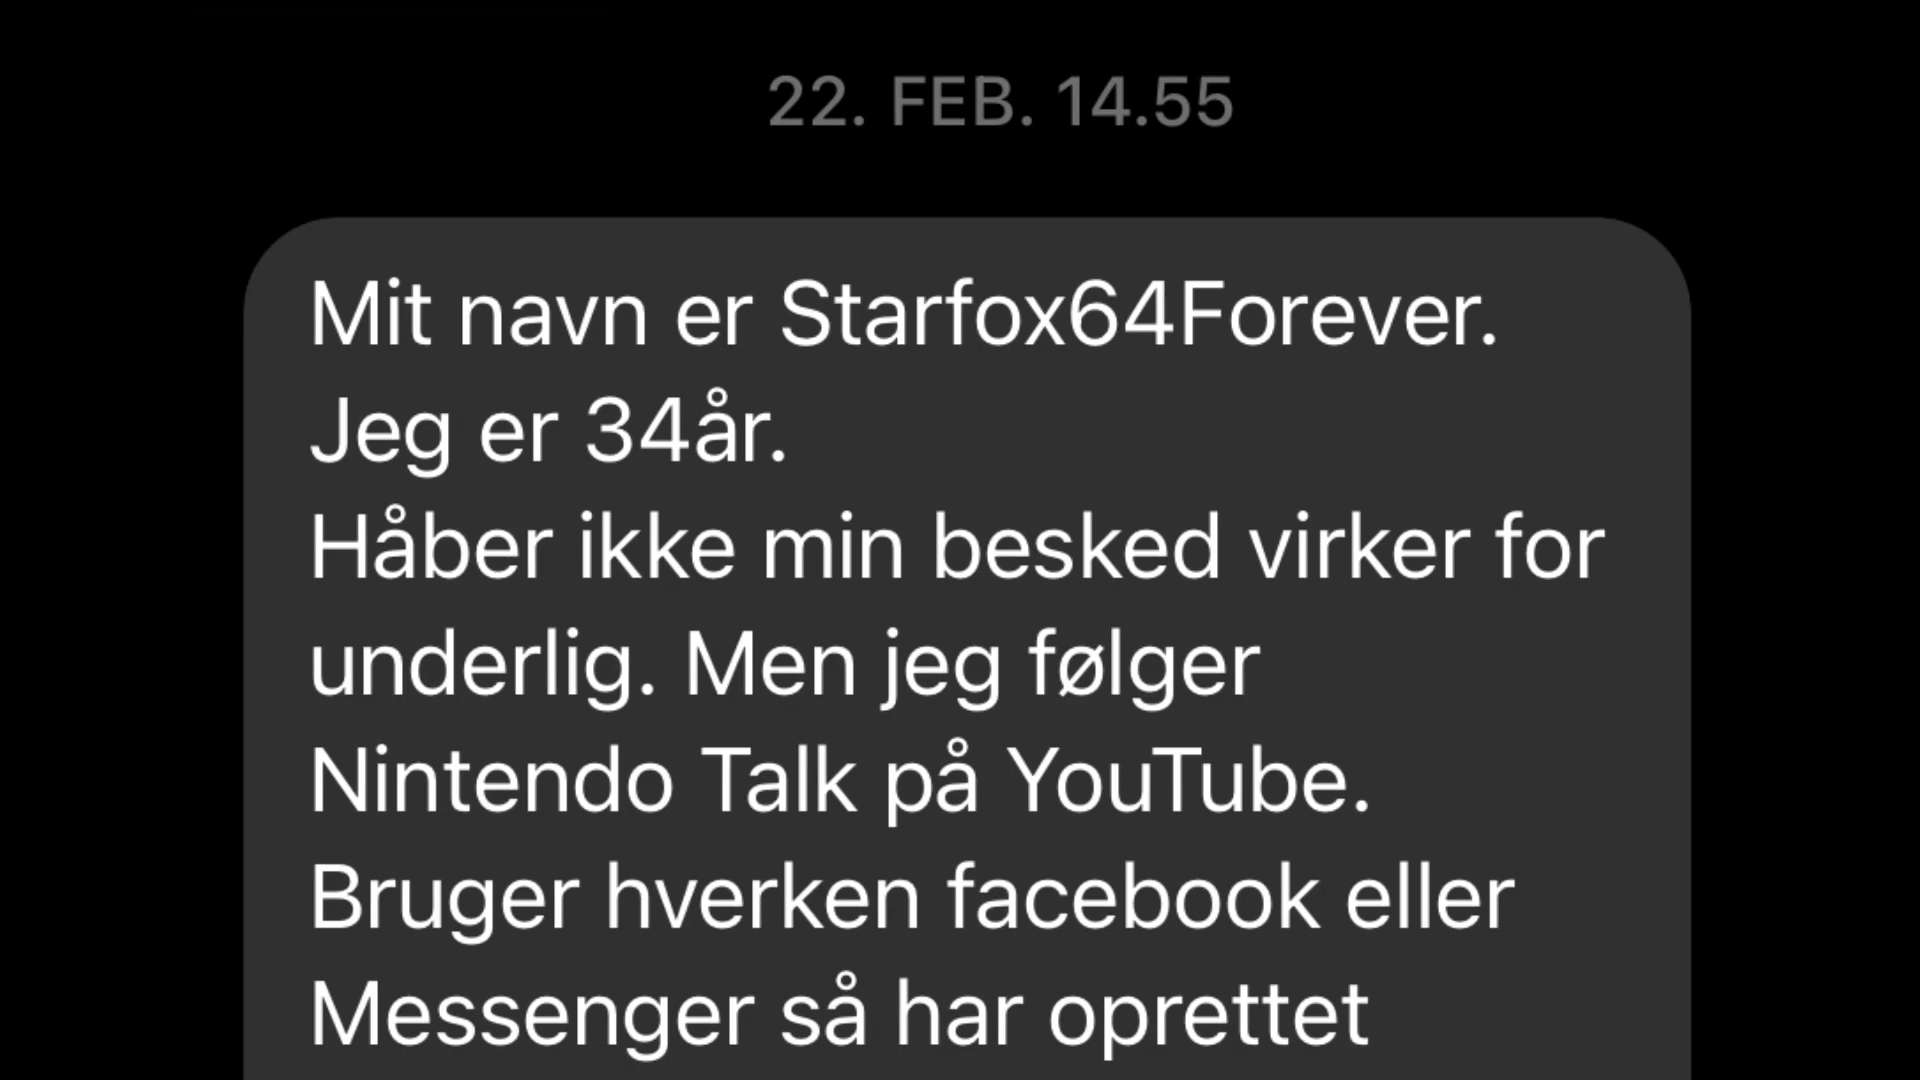 22. FEB. 14.55
Mit navn er Starfox64Forever.
Jeg er 34år.
Håber ikke min besked virker for
underlig. Men jeg følger
Nintendo Talk på YouTube.
Bruger hverken facebook eller
Messenger så har oprettet